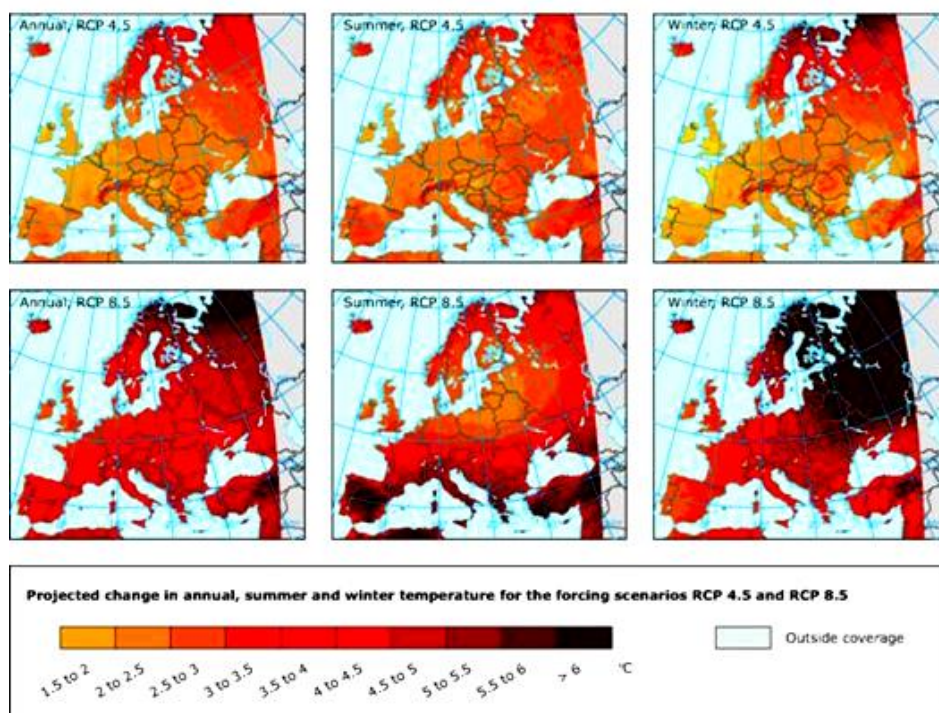 Annual, RCP 4.5
Summer, RCP 4.5
Winter, RCP 4.5
Annual, RCP 8.5
Summer, RCP 8.5
Winter, RCP 8.5
Projected change in annual, summer and winter temperature for the forcing scenarios RCP 4.5 and RCP 8.5
1.5 to 2
2 to 2.5
2.5 to 3
3 to 3.5
3.5 to 4
4 to 4.5
4.5 to 5
5 to 5.5
5.5 to 6
> 6
°C
Outside coverage